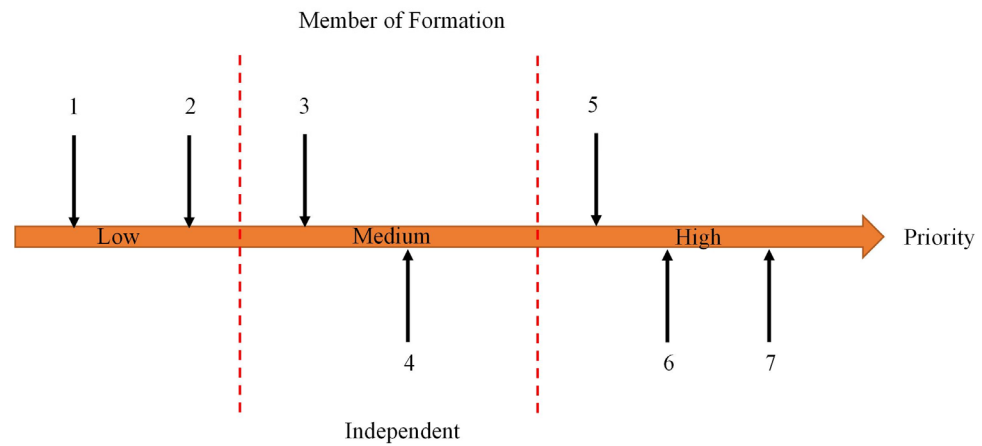 Member of Formation
1 2 3 5
Low Medium High Priority
4 6 7
Independent